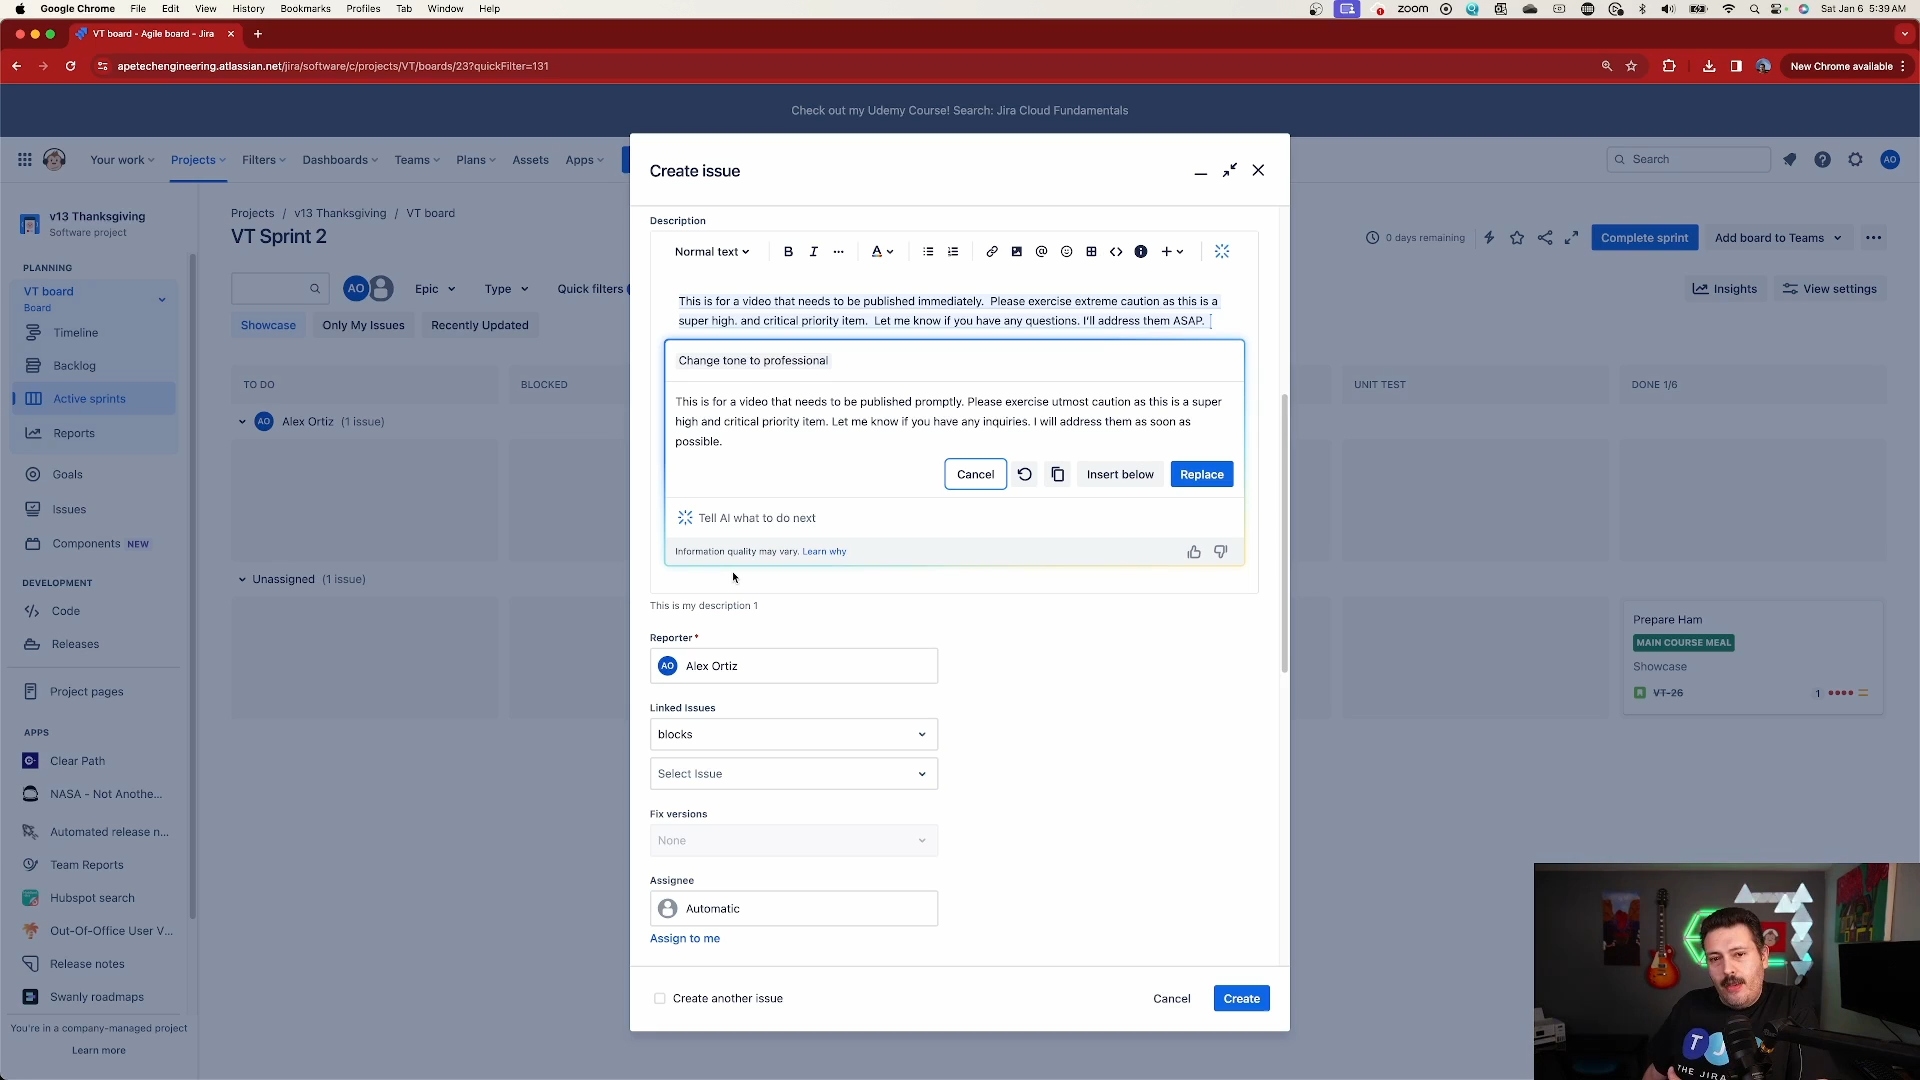 Google Chrome File Edit View History Bookmarks Profiles Tab Window Help
zoom Sat Jan 6 5:39 AM
VT board - Agile board - Jira
apetechengineering.atlassian.net/jira/software/c/projects/VT/boards/23?quickFilter=131
New Chrome available
Check out my Udemy Course! Search: Jira Cloud Fundamentals
Your work Projects Filters Dashboards Teams Plans Assets Apps
Search
AO
v13 Thanksgiving
Software project
PLANNING
VT board
Board
Timeline
Backlog
Active sprints
Reports
Goals
Issues
Components NEW
DEVELOPMENT
Code
Releases
Project pages
APPS
Clear Path
NASA - Not Anothe...
Automated release n...
Team Reports
Hubspot search
Out-Of-Office User V...
Release notes
Swanly roadmaps
You're in a company-managed project
Learn more
Projects / v13 Thanksgiving / VT board
VT Sprint 2
0 days remaining
Complete sprint
Add board to Teams
AO
Epic
Type
Quick filters
Insights
View settings
Showcase
Only My Issues
Recently Updated
TO DO
BLOCKED
UNIT TEST
DONE 1/6
AO Alex Ortiz (1 issue)
Unassigned (1 issue)
Prepare Ham
MAIN COURSE MEAL
Showcase
VT-26
1
Create issue
Description
Normal text
B I A @ <>
This is for a video that needs to be published immediately. Please exercise extreme caution as this is a
super high. and critical priority item. Let me know if you have any questions. I'll address them ASAP.
Change tone to professional
This is for a video that needs to be published promptly. Please exercise utmost caution as this is a super
high and critical priority item. Let me know if you have any inquiries. I will address them as soon as
possible.
Cancel
Insert below
Replace
Tell AI what to do next
Information quality may vary. Learn why
This is my description 1
Reporter *
AO Alex Ortiz
Linked Issues
blocks
Select Issue
Fix versions
None
Assignee
Automatic
Assign to me
Create another issue
Cancel
Create
TJ
THE JIRA